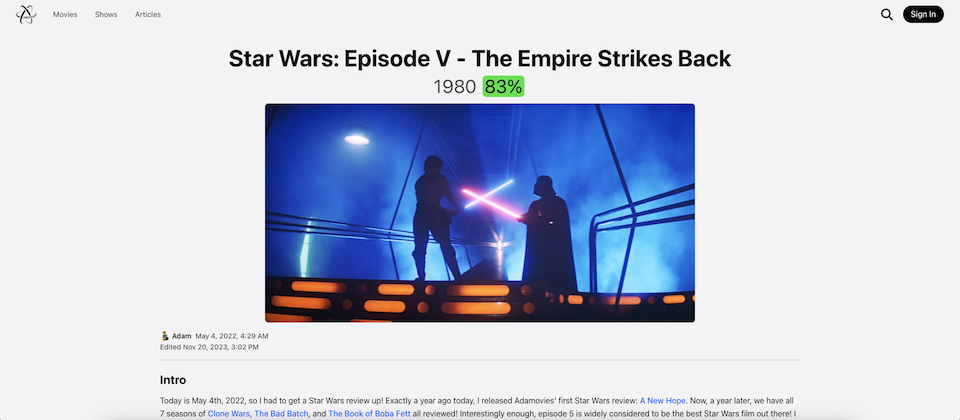 Movies Shows Articles Sign In
Star Wars: Episode V - The Empire Strikes Back
1980 83%
Adam May 4, 2022, 4:29 AM
Edited Nov 20, 2023, 3:02 PM
Intro
Today is May 4th, 2022, so I had to get a Star Wars review up! Exactly a year ago today, I released Adamovies' first Star Wars review: A New Hope. Now, a year later, we have all
7 seasons of Clone Wars, The Bad Batch, and The Book of Boba Fett all reviewed! Interestingly enough, episode 5 is widely considered to be the best Star Wars film out there! I